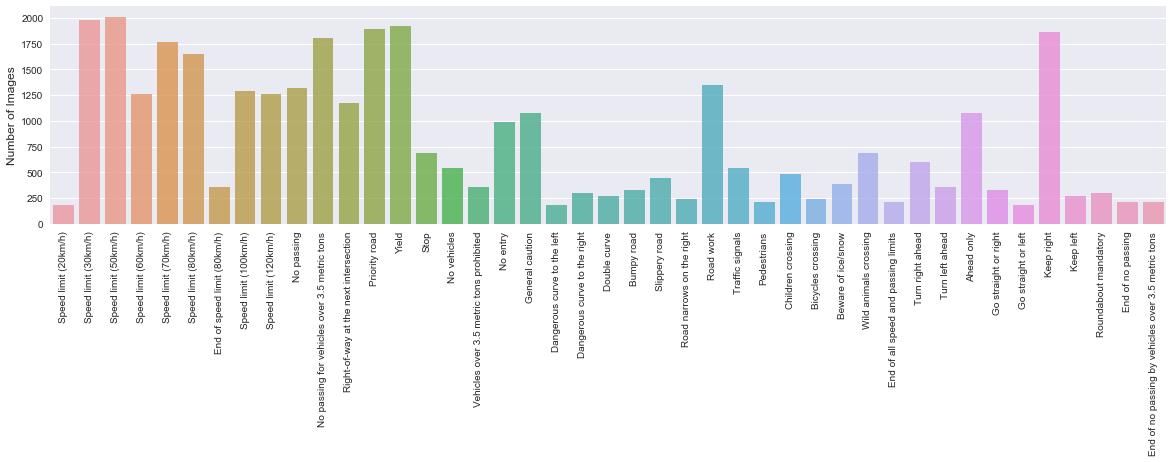 Number of Images
2000
1750
1500
1250
1000
750
500
250
0
Speed limit (20km/h)
Speed limit (30km/h)
Speed limit (50km/h)
Speed limit (60km/h)
Speed limit (70km/h)
Speed limit (80km/h)
End of speed limit (80km/h)
Speed limit (100km/h)
Speed limit (120km/h)
No passing
No passing for vehicles over 3.5 metric tons
Right-of-way at the next intersection
Priority road
Yield
Stop
No vehicles
Vehicles over 3.5 metric tons prohibited
No entry
General caution
Dangerous curve to the left
Dangerous curve to the right
Double curve
Bumpy road
Slippery road
Road narrows on the right
Road work
Traffic signals
Pedestrians
Children crossing
Bicycles crossing
Beware of ice/snow
Wild animals crossing
End of all speed and passing limits
Turn right ahead
Turn left ahead
Ahead only
Go straight or right
Go straight or left
Keep right
Keep left
Roundabout mandatory
End of no passing
End of no passing by vehicles over 3.5 metric tons